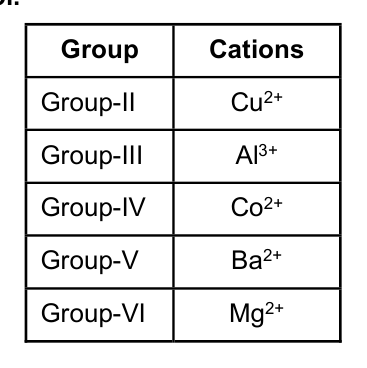 Group Cations
Group-II Cu²⁺
Group-III Al³⁺
Group-IV Co²⁺
Group-V Ba²⁺
Group-VI Mg²⁺